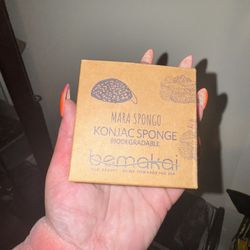 MARA SPONGO
KONJAC SPONGE
BIODEGRADABLE
bemakai